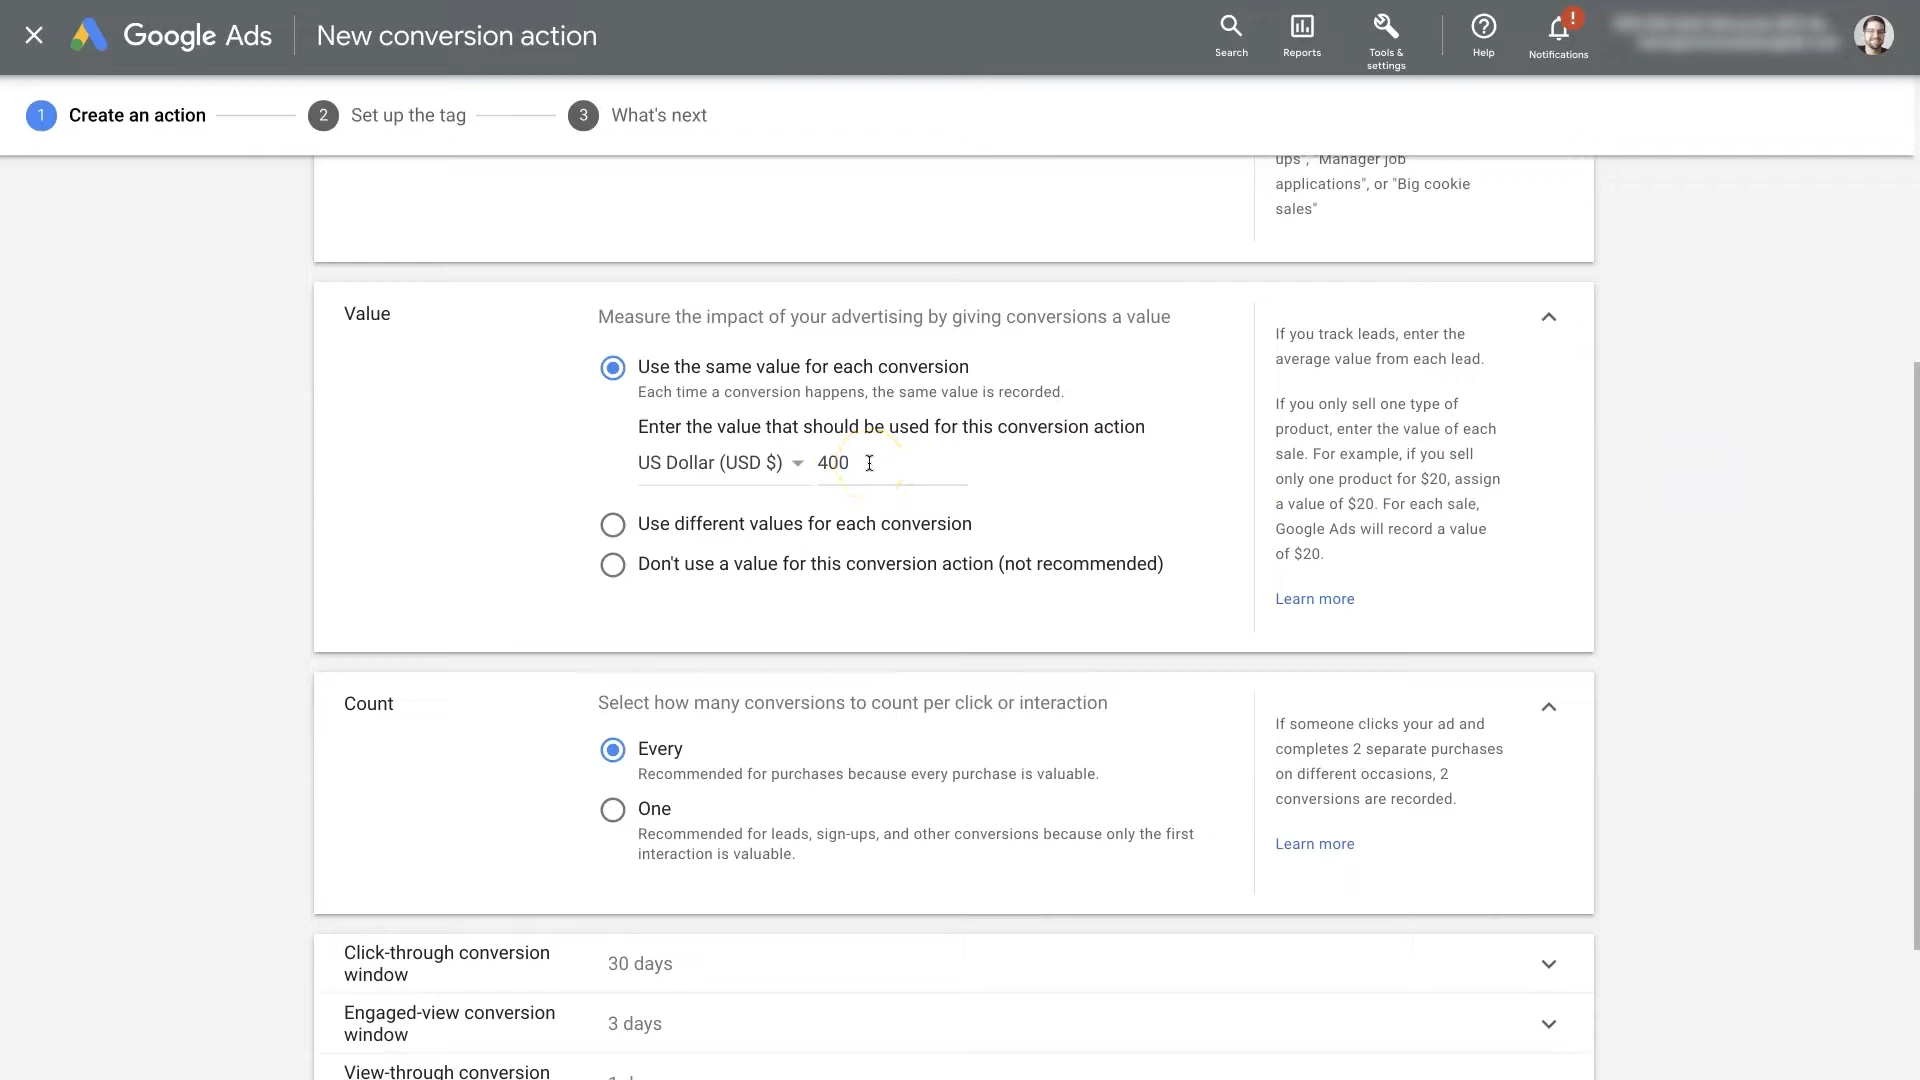 Google Ads
New conversion action
Search
Reports
Tools &
settings
Help
!
Notifications
1 Create an action
2 Set up the tag
3 What's next
ups", "Manager job
applications", or "Big cookie
sales"
Value
Measure the impact of your advertising by giving conversions a value
Use the same value for each conversion
Each time a conversion happens, the same value is recorded.
Enter the value that should be used for this conversion action
US Dollar (USD $) 400
Use different values for each conversion
Don't use a value for this conversion action (not recommended)
If you track leads, enter the
average value from each lead.
If you only sell one type of
product, enter the value of each
sale. For example, if you sell
only one product for $20, assign
a value of $20. For each sale,
Google Ads will record a value
of $20.
Learn more
Count
Select how many conversions to count per click or interaction
Every
Recommended for purchases because every purchase is valuable.
One
Recommended for leads, sign-ups, and other conversions because only the first
interaction is valuable.
If someone clicks your ad and
completes 2 separate purchases
on different occasions, 2
conversions are recorded.
Learn more
Click-through conversion
window
30 days
Engaged-view conversion
window
3 days
View-through conversion